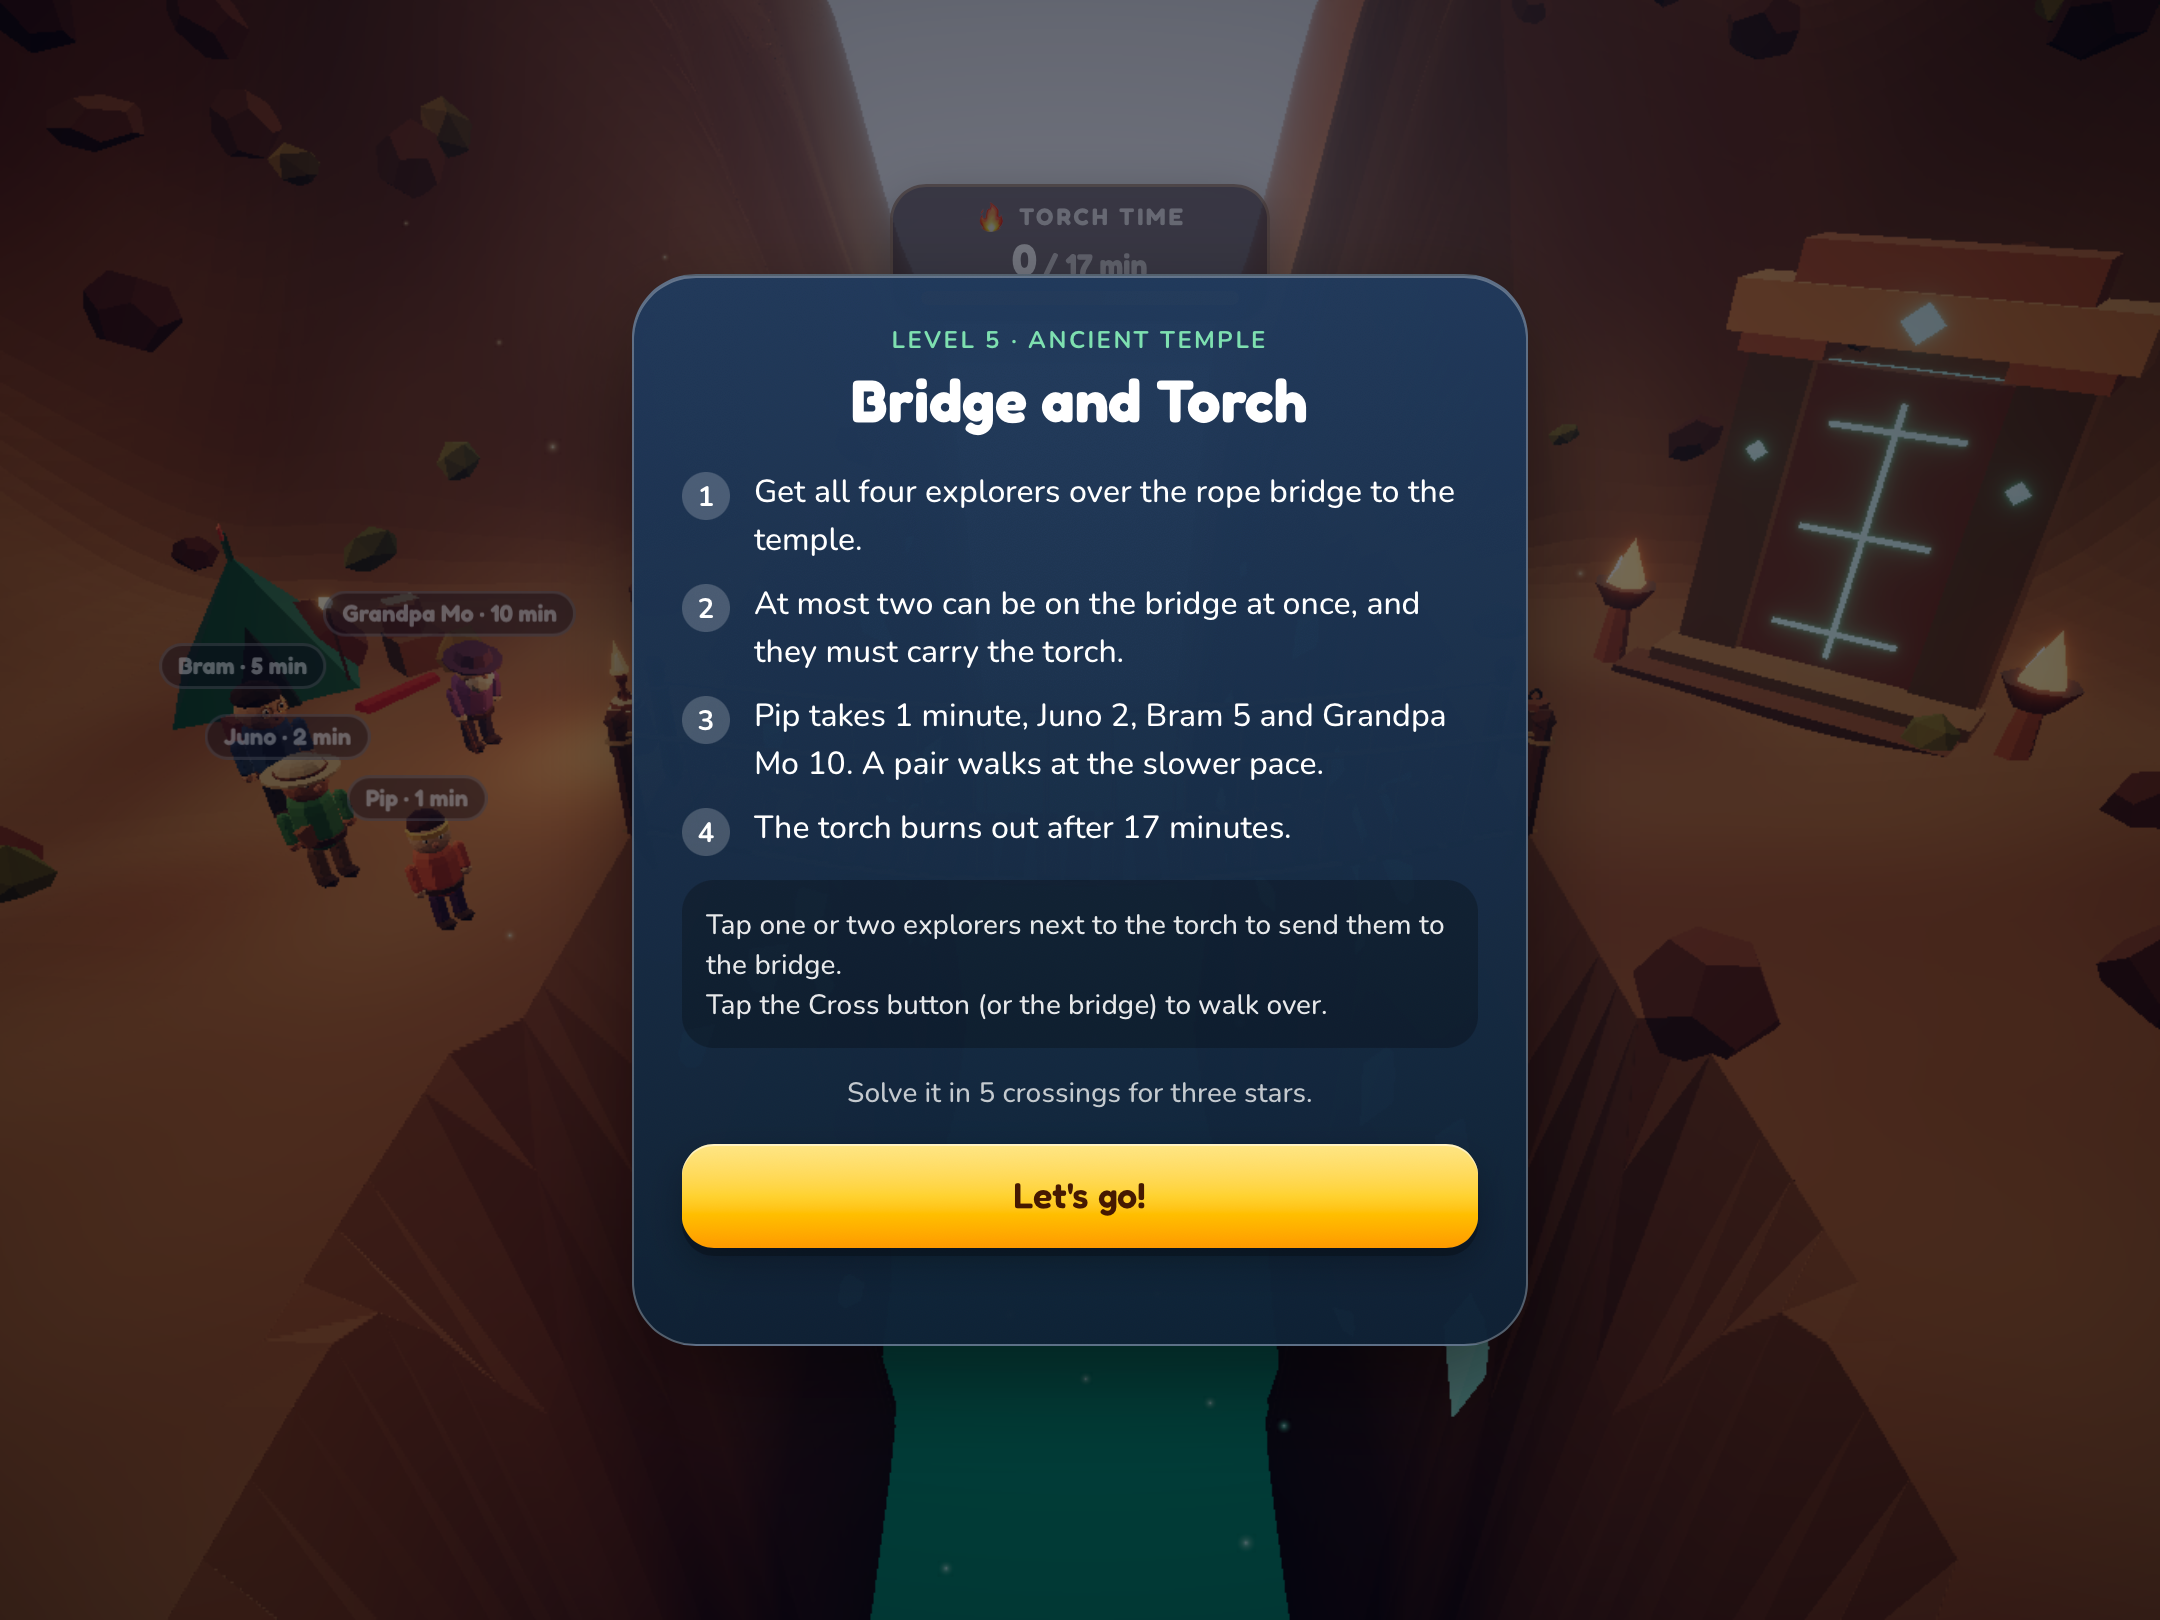 🔥 TORCH TIME
0 / 17 min
LEVEL 5 · ANCIENT TEMPLE
Bridge and Torch
1 Get all four explorers over the rope bridge to the
temple.
2 At most two can be on the bridge at once, and
they must carry the torch.
3 Pip takes 1 minute, Juno 2, Bram 5 and Grandpa
Mo 10. A pair walks at the slower pace.
4 The torch burns out after 17 minutes.
Tap one or two explorers next to the torch to send them to
the bridge.
Tap the Cross button (or the bridge) to walk over.
Solve it in 5 crossings for three stars.
Let's go!
Grandpa Mo · 10 min
Bram · 5 min
Juno · 2 min
Pip · 1 min